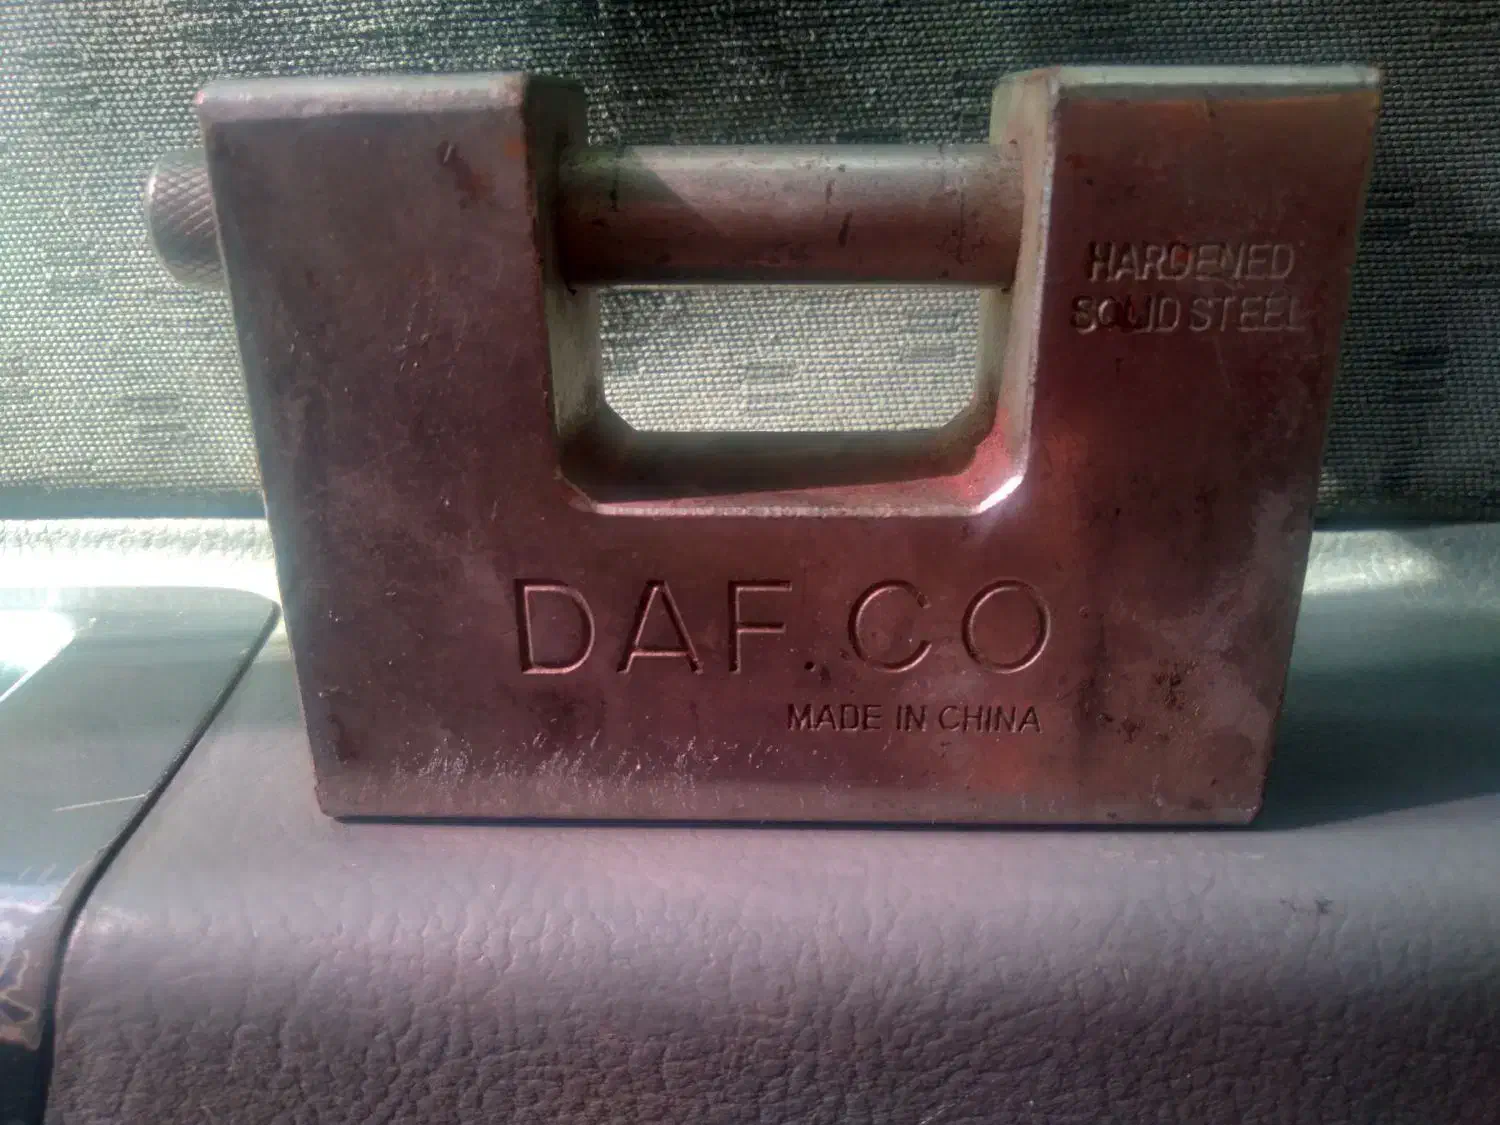 HARDENED
SOLID STEEL
DAF.CO
MADE IN CHINA